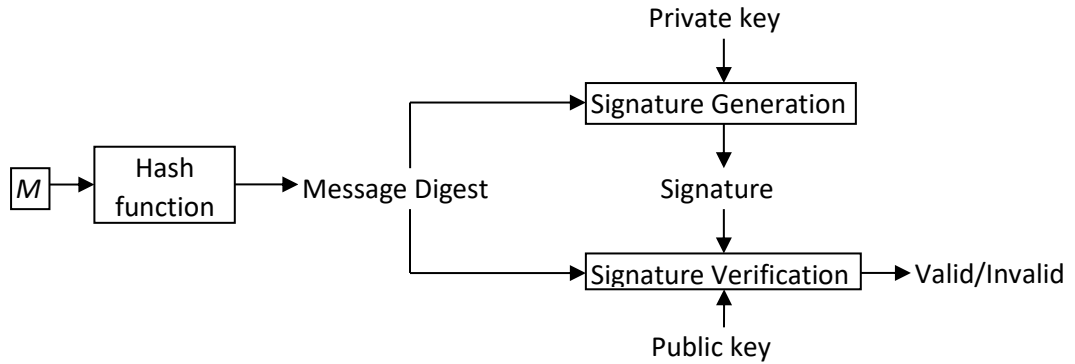 Private key
Signature Generation
Hash
function
M
Message Digest
Signature
Signature Verification
Valid/Invalid
Public key